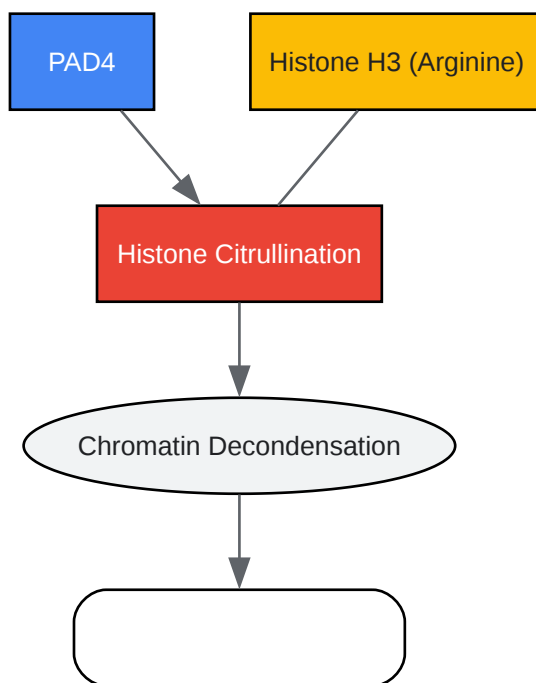 PAD4
Histone H3 (Arginine)
Histone Citrullination
Chromatin Decondensation